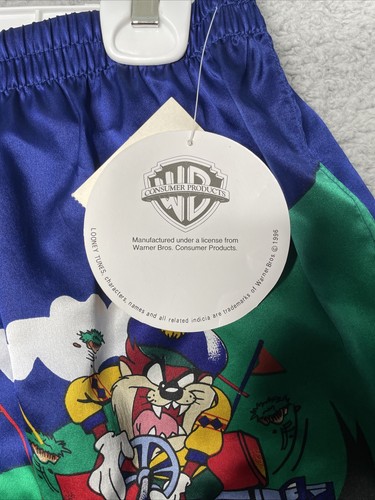 WB
CONSUMER PRODUCTS
Manufactured under a license from
Warner Bros. Consumer Products.
LOONEY TUNES, characters, names and all related indicia are trademarks of Warner Bros. © 1996